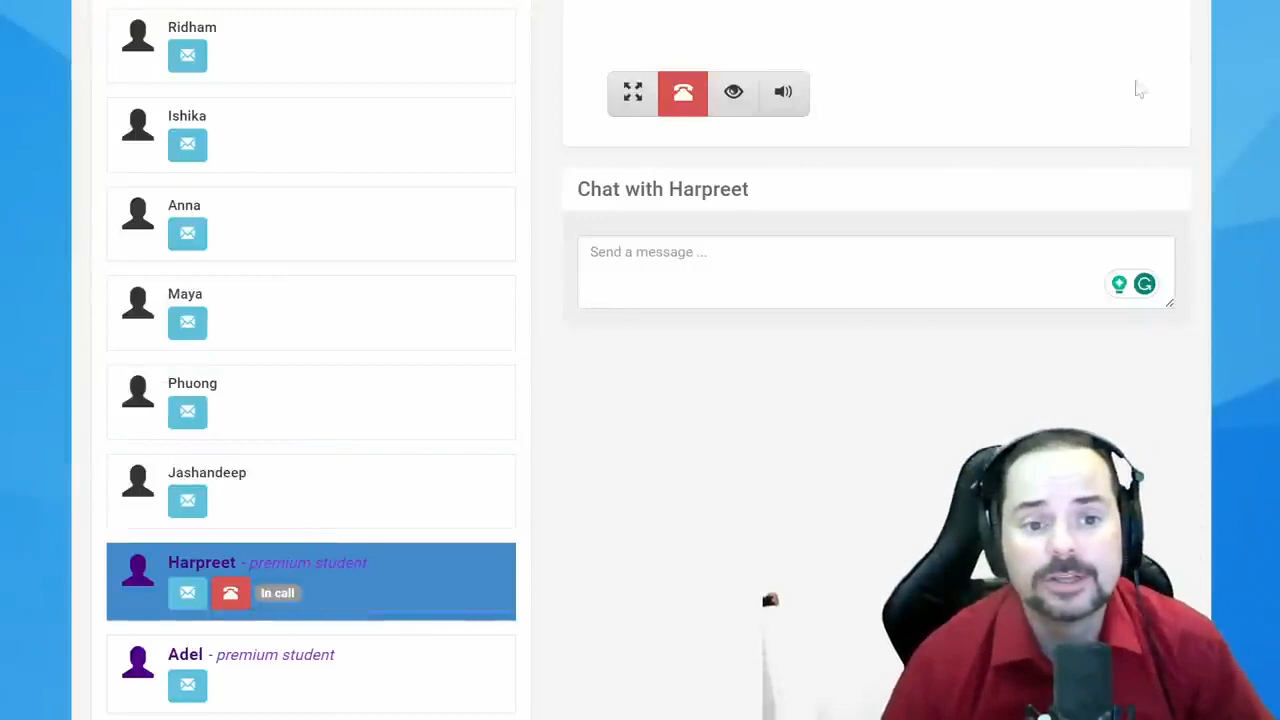 Ridham
Ishika
Anna
Maya
Phuong
Jashandeep
Harpreet - premium student
In call
Adel - premium student
Chat with Harpreet
Send a message ...